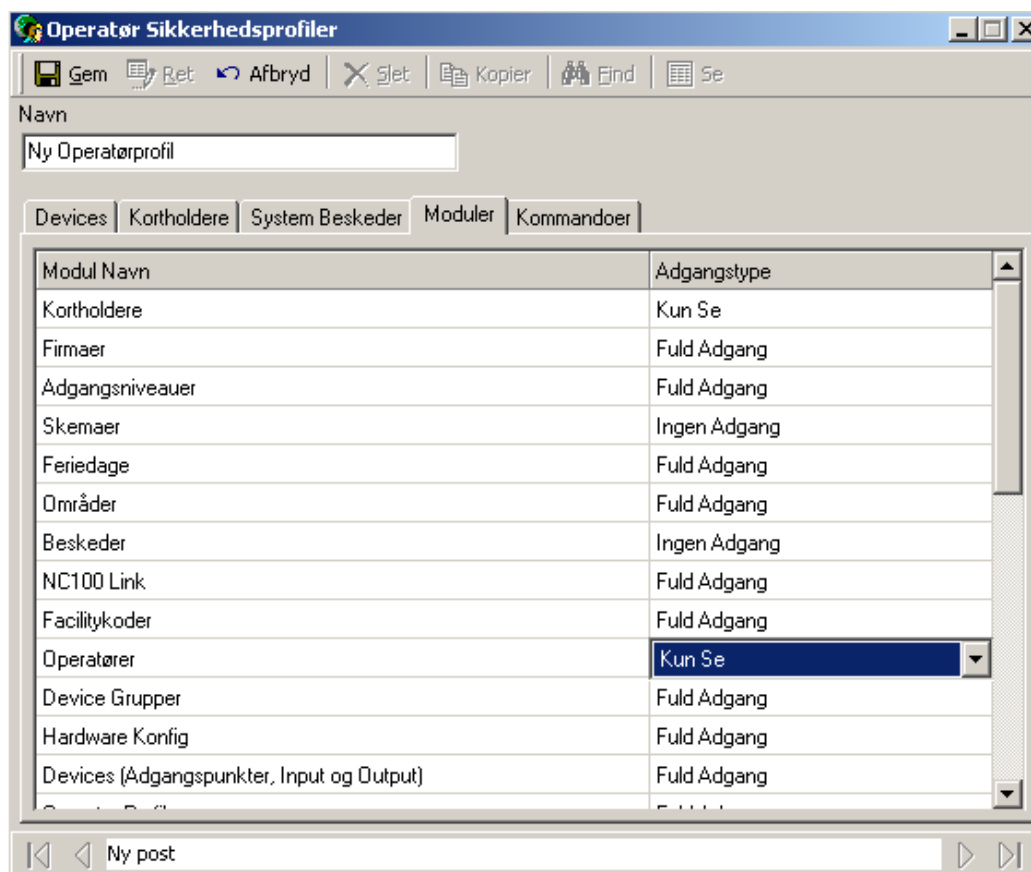 Operatør Sikkerhedsprofiler
Gem Ret Afbryd Slet Kopier Find Se
Navn
Ny Operatørprofil
Devices Kortholdere System Beskeder Moduler Kommandoer
Modul Navn Adgangstype
Kortholdere Kun Se
Firmaer Fuld Adgang
Adgangsniveauer Fuld Adgang
Skemaer Ingen Adgang
Feriedage Fuld Adgang
Områder Fuld Adgang
Beskeder Ingen Adgang
NC100 Link Fuld Adgang
Facilitykoder Fuld Adgang
Operatører Kun Se
Device Grupper Fuld Adgang
Hardware Konfig Fuld Adgang
Devices (Adgangspunkter, Input og Output) Fuld Adgang
Ny post